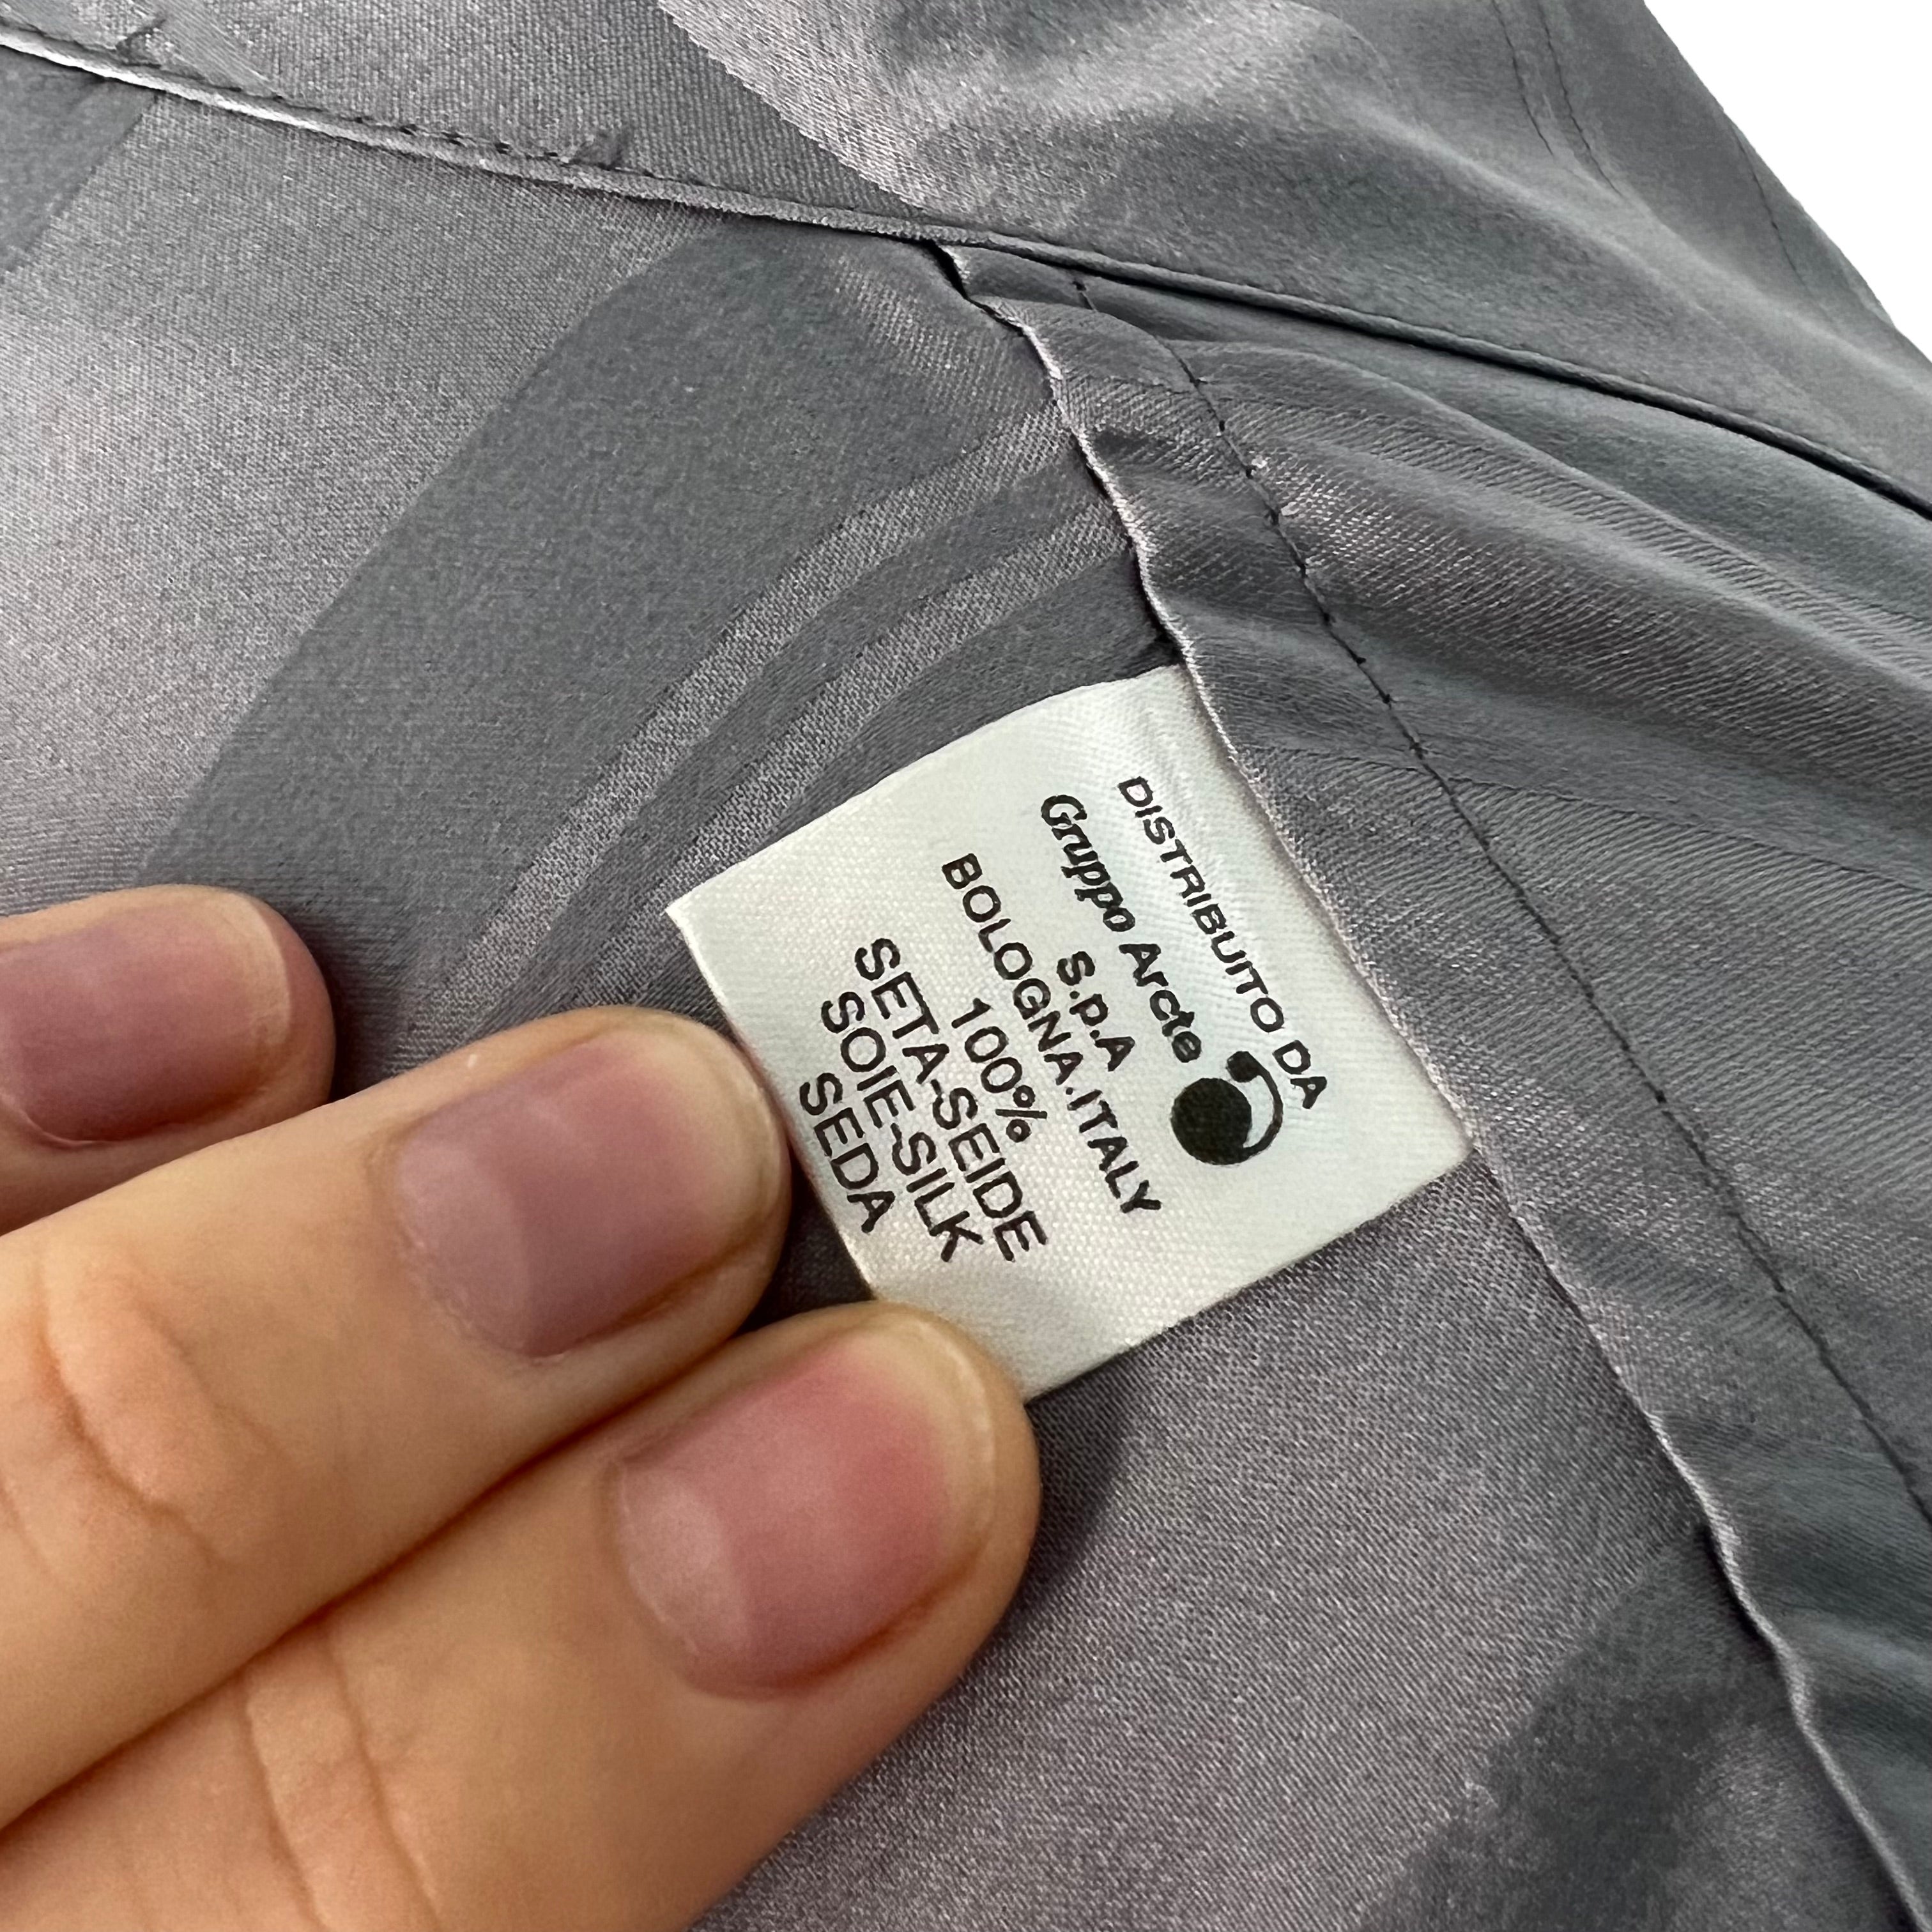 DISTRIBUITO DA
Gruppo Arcte
S.P.A
BOLOGNA.ITALY
100%
SETA-SEIDE
SOIE-SILK
SEDA